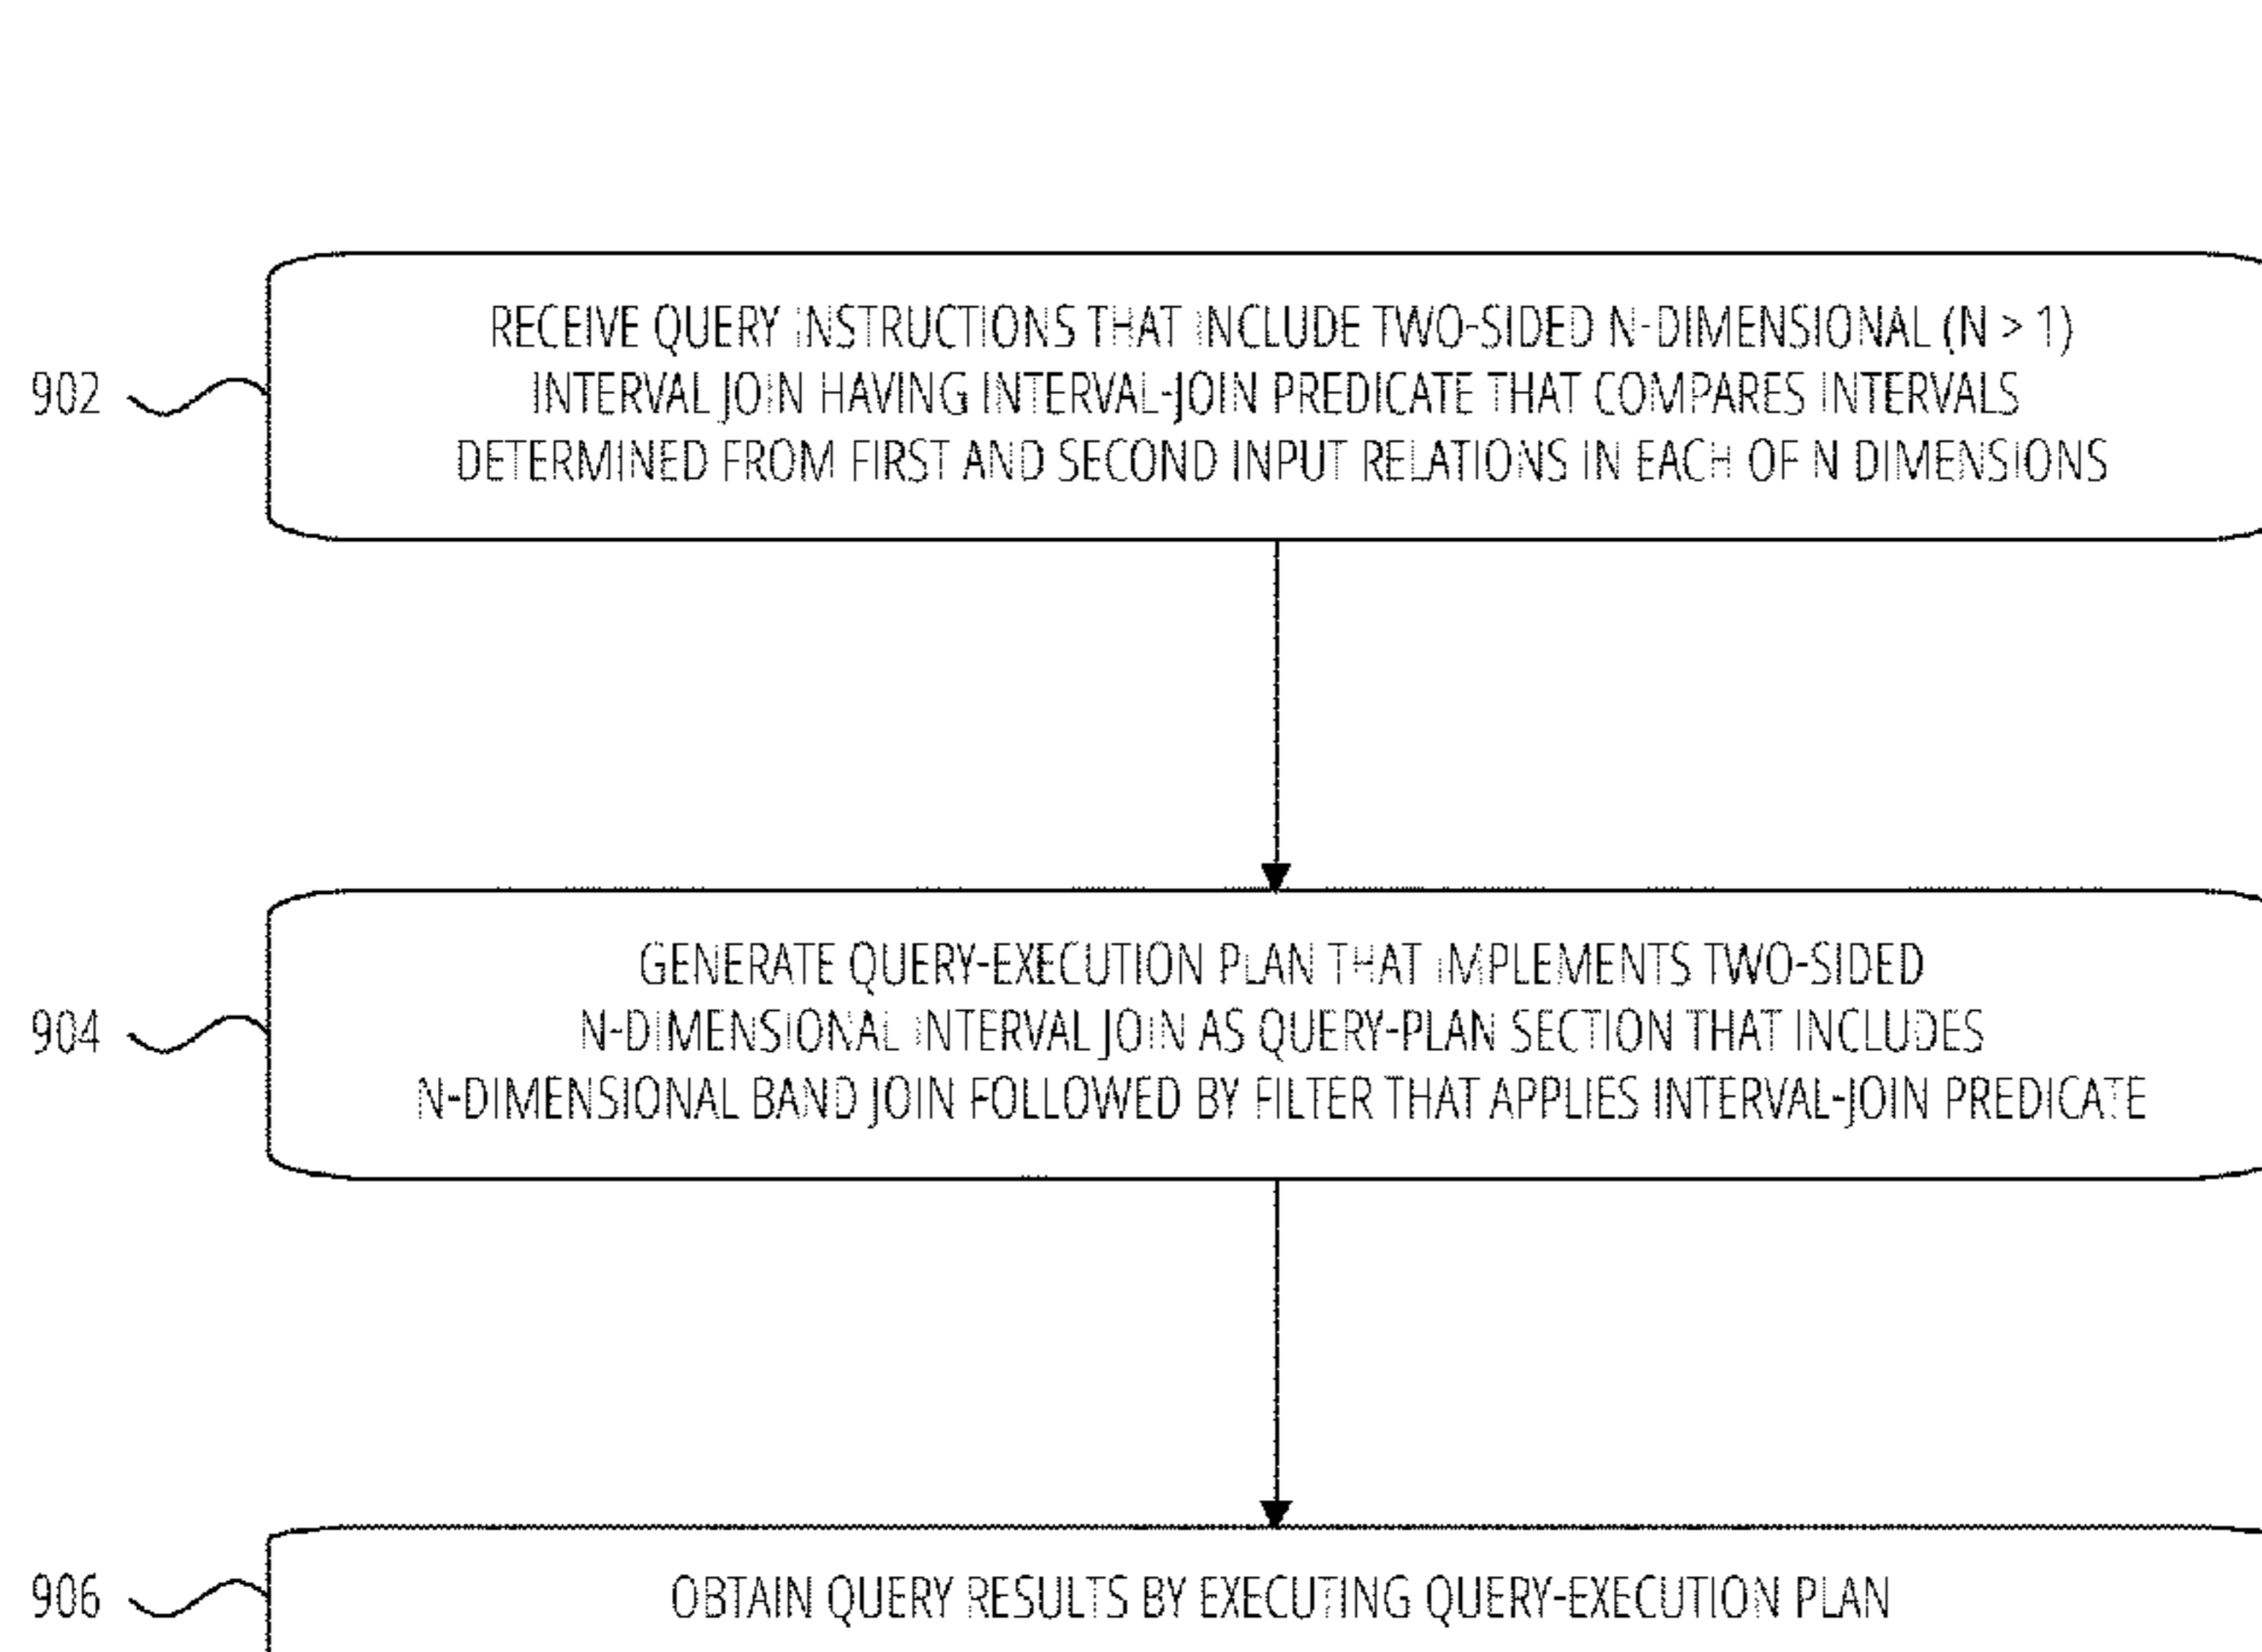 RECEIVE QUERY INSTRUCTIONS THAT INCLUDE TWO-SIDED N-DIMENSIONAL (N > 1)
902
INTERVAL JOIN HAVING INTERVAL-JOIN PREDICATE THAT COMPARES INTERVALS
DETERMINED FROM FIRST AND SECOND INPUT RELATIONS IN EACH OF N DIMENSIONS
GENERATE QUERY-EXECUTION PLAN THAT IMPLEMENTS TWO-SIDED
904
N-DIMENSIONAL INTERVAL JOIN AS QUERY-PLAN SECTION THAT INCLUDES
N-DIMENSIONAL BAND JOIN FOLLOWED BY FILTER THAT APPLIES INTERVAL-JOIN PREDICATE
906
OBTAIN QUERY RESULTS BY EXECUTING QUERY-EXECUTION PLAN